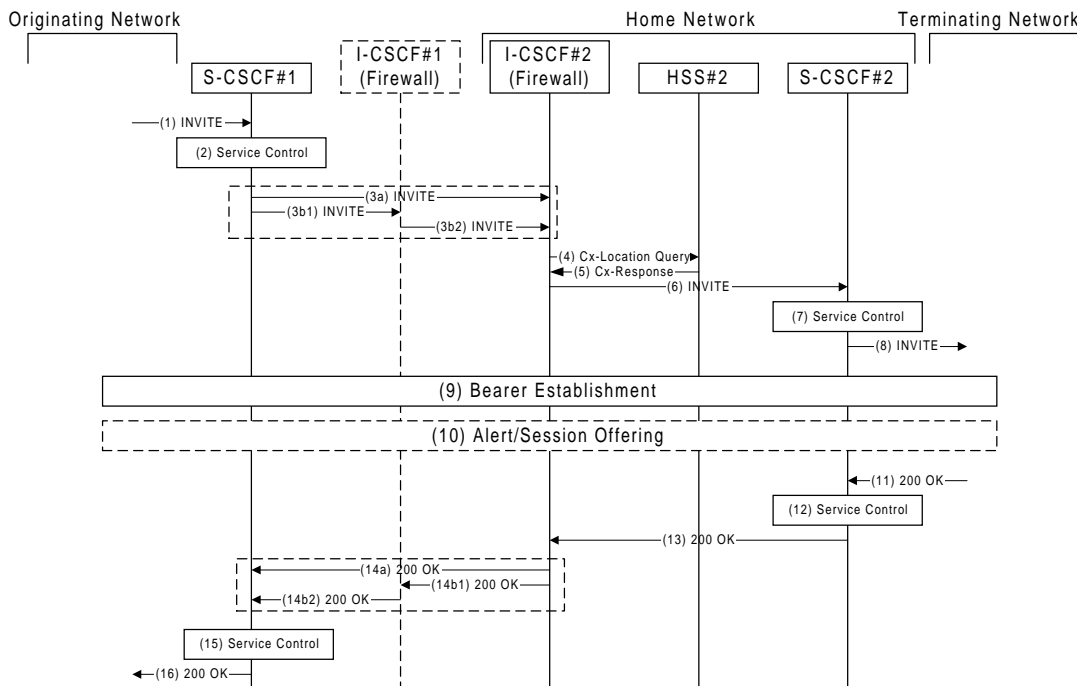 Originating Network
Home Network
Terminating Network
S-CSCF#1
I-CSCF#1
(Firewall)
I-CSCF#2
(Firewall)
HSS#2
S-CSCF#2
(1) INVITE
(2) Service Control
(3a) INVITE
(3b1) INVITE
(3b2) INVITE
(4) Cx-Location Query
(5) Cx-Response
(6) INVITE
(7) Service Control
(8) INVITE
(9) Bearer Establishment
(10) Alert/Session Offering
(11) 200 OK
(12) Service Control
(13) 200 OK
(14a) 200 OK
(14b1) 200 OK
(14b2) 200 OK
(15) Service Control
(16) 200 OK